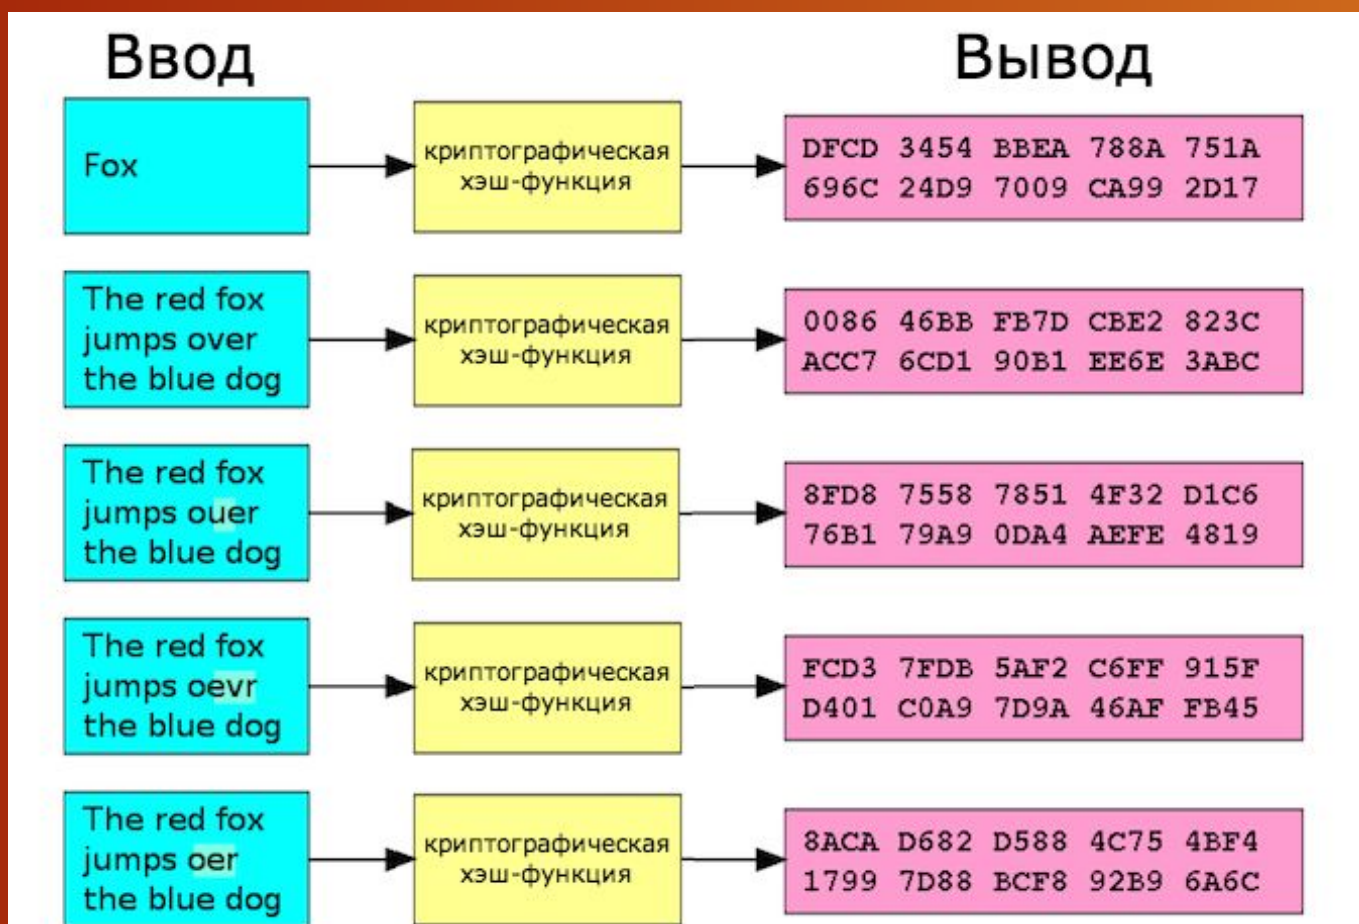 Ввод
Вывод
Fox
криптографическая
хэш-функция
DFCD 3454 BBEA 788A 751A
696C 24D9 7009 CA99 2D17
The red fox
jumps over
the blue dog
криптографическая
хэш-функция
0086 46BB FB7D CBE2 823C
ACC7 6CD1 90B1 EE6E 3ABC
The red fox
jumps ouer
the blue dog
криптографическая
хэш-функция
8FD8 7558 7851 4F32 D1C6
76B1 79A9 0DA4 AEFE 4819
The red fox
jumps oevr
the blue dog
криптографическая
хэш-функция
FCD3 7FDB 5AF2 C6FF 915F
D401 C0A9 7D9A 46AF FB45
The red fox
jumps oer
the blue dog
криптографическая
хэш-функция
8ACA D682 D588 4C75 4BF4
1799 7D88 BCF8 92B9 6A6C